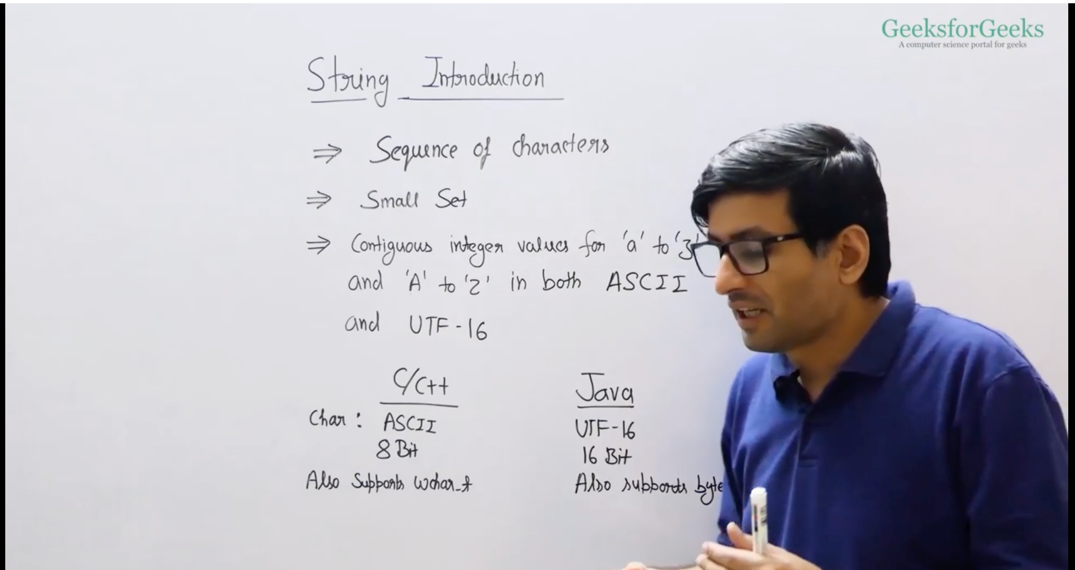 GeeksforGeeks
A computer science portal for geeks
String Introduction
⇒ Sequence of characters
⇒ Small Set
⇒ Contiguous integer values for 'a' to 'z'
and 'A' to 'Z' in both ASCII
and UTF-16
C/C++ Java
Char : ASCII UTF-16
8 Bit 16 Bit
Also Supports wchar_t Also supports byte